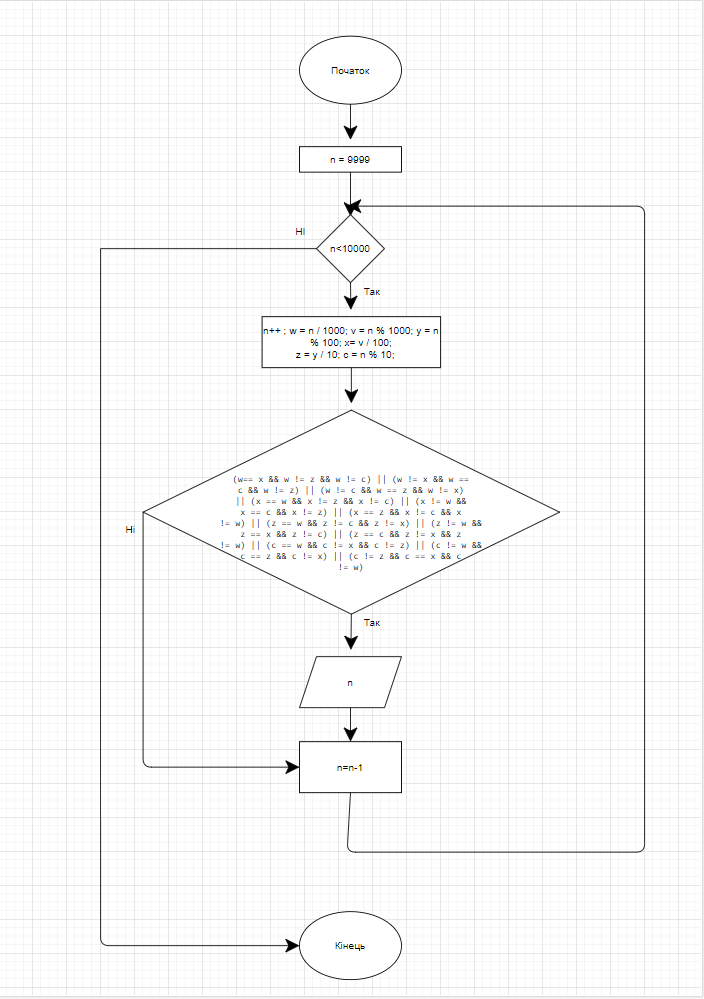 Початок
n = 9999
НІ
n<10000
Так
n++ ; w = n / 1000; v = n % 1000; y = n
% 100; x= v / 100;
z = y / 10; c = n % 10;
(w== x && w != z && w != c) || (w != x && w ==
c && w != z) || (w != c && w == z && w != x)
|| (x == w && x != z && x != c) || (x != w &&
x == c && x != z) || (x == z && x != c && x
!= w) || (z == w && z != c && z != x) || (z != w &&
z == x && z != c) || (z == c && z != x && z
!= w) || (c == w && c != x && c != z) || (c != w &&
c == z && c != x) || (c != z && c == x && c
!= w)
Ні
Так
n
n=n-1
Кінець